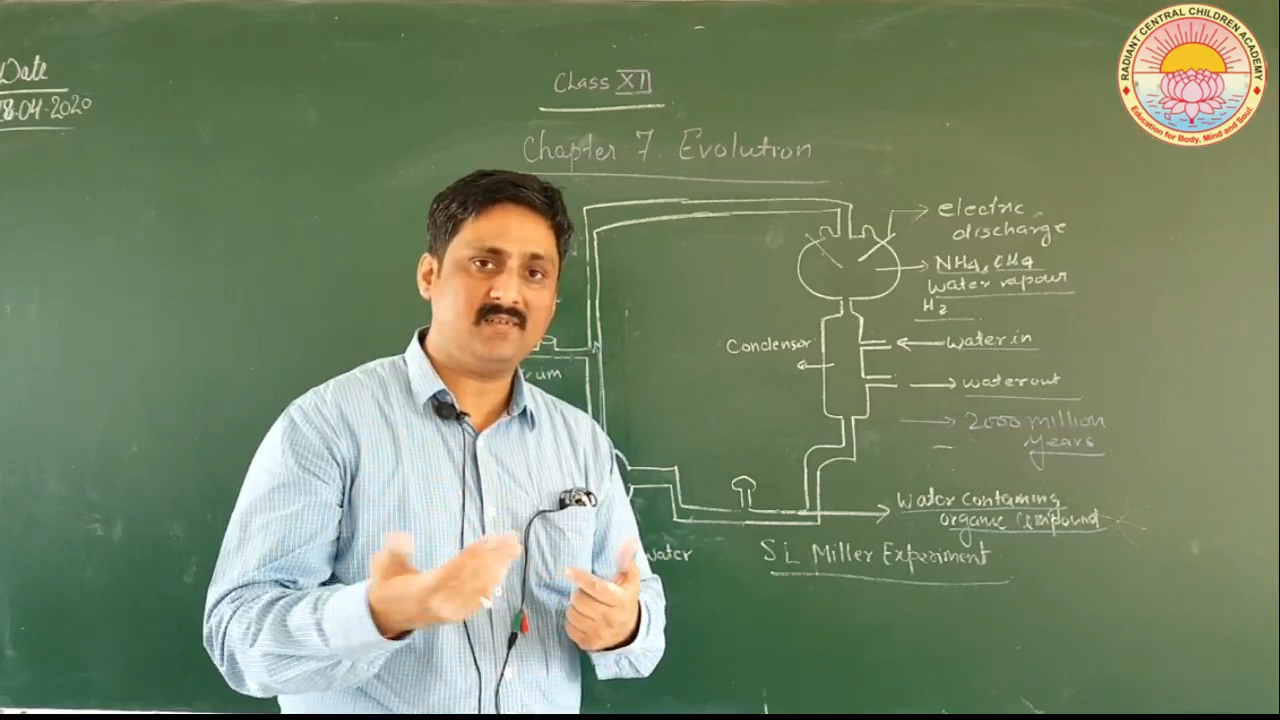 Date
18.04.2020
Class XI
Chapter 7. Evolution
electric
discharge
NH4, CH4
water vapour
H2
Condensor
water in
water out
2000 million
years
Water containing
organic compound
water
S L Miller Experiment
RADIANT CENTRAL CHILDREN ACADEMY
Education for Body, Mind and Soul